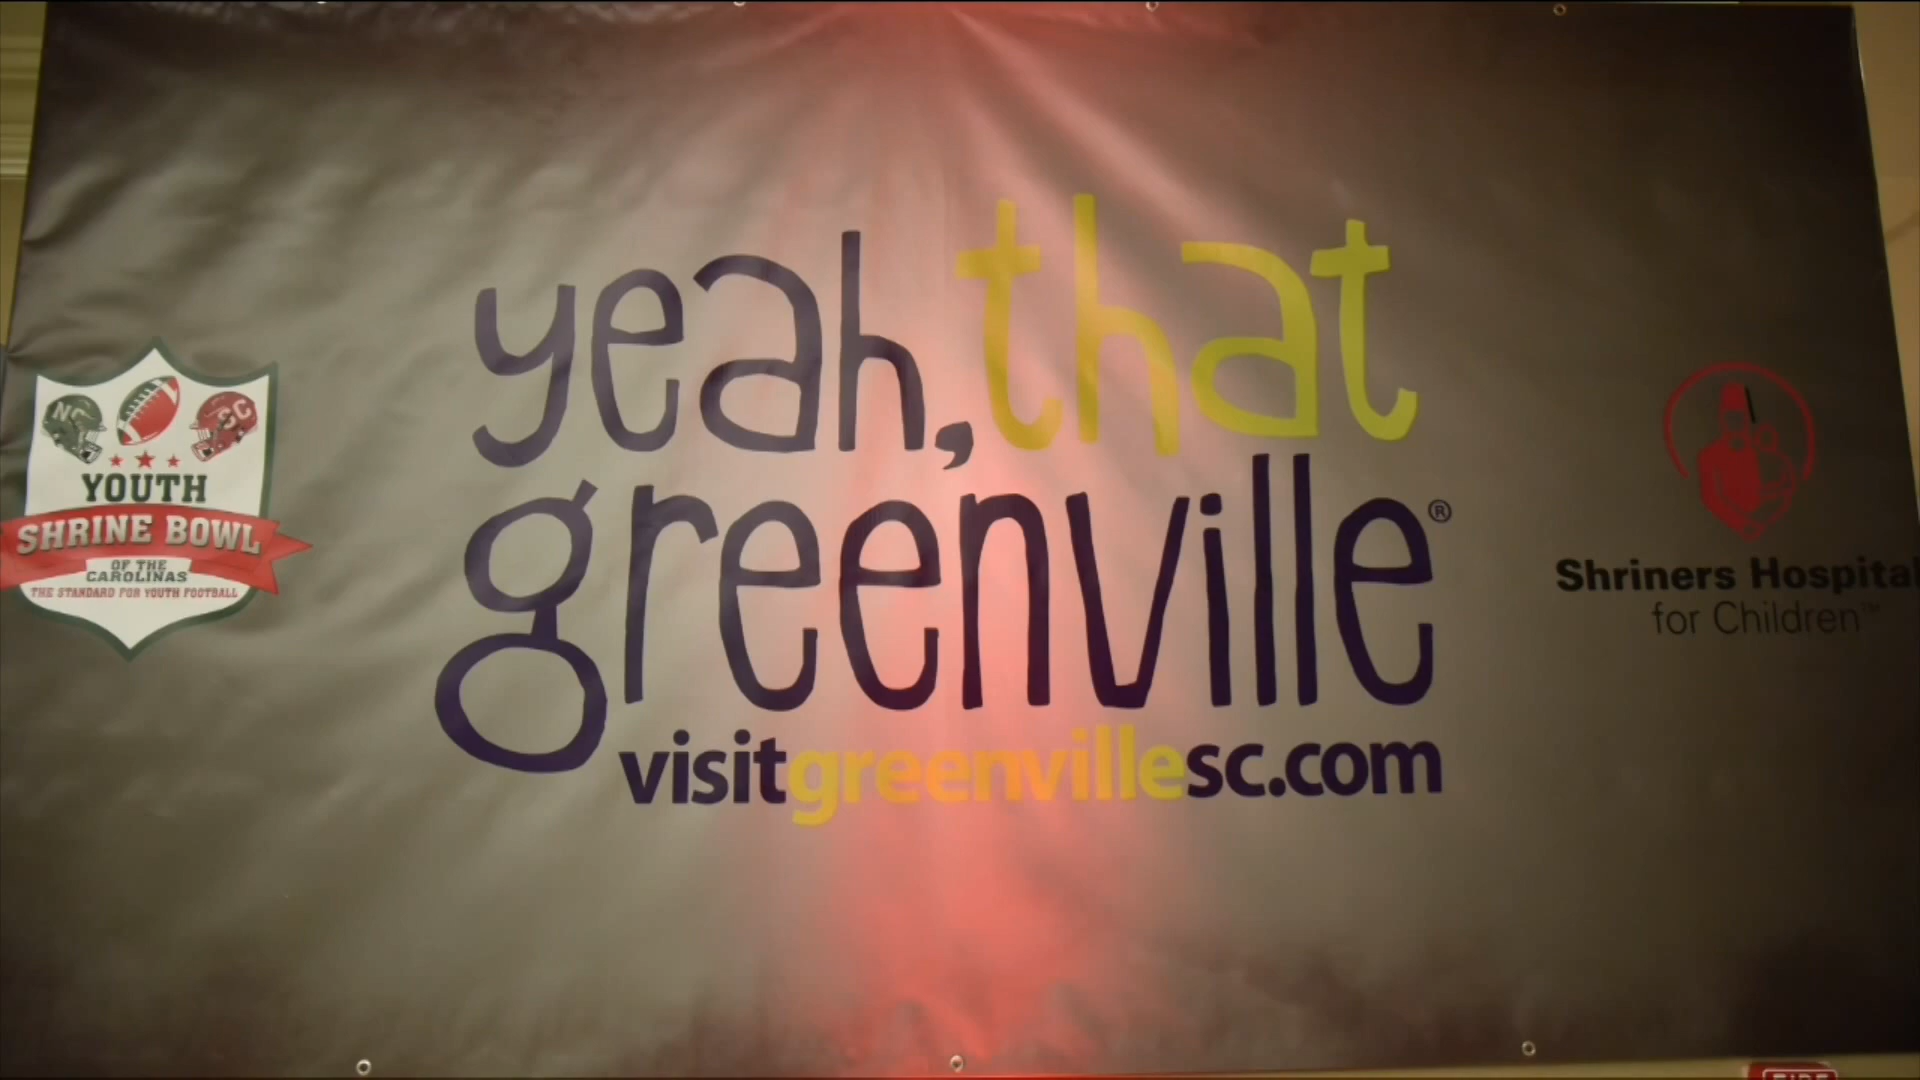 yeah, that
greenville®
visitgreenvillesc.com
NC
SC
YOUTH
SHRINE BOWL
OF THE
CAROLINAS
THE STANDARD FOR YOUTH FOOTBALL
Shriners Hospital
for Children™
FIRE